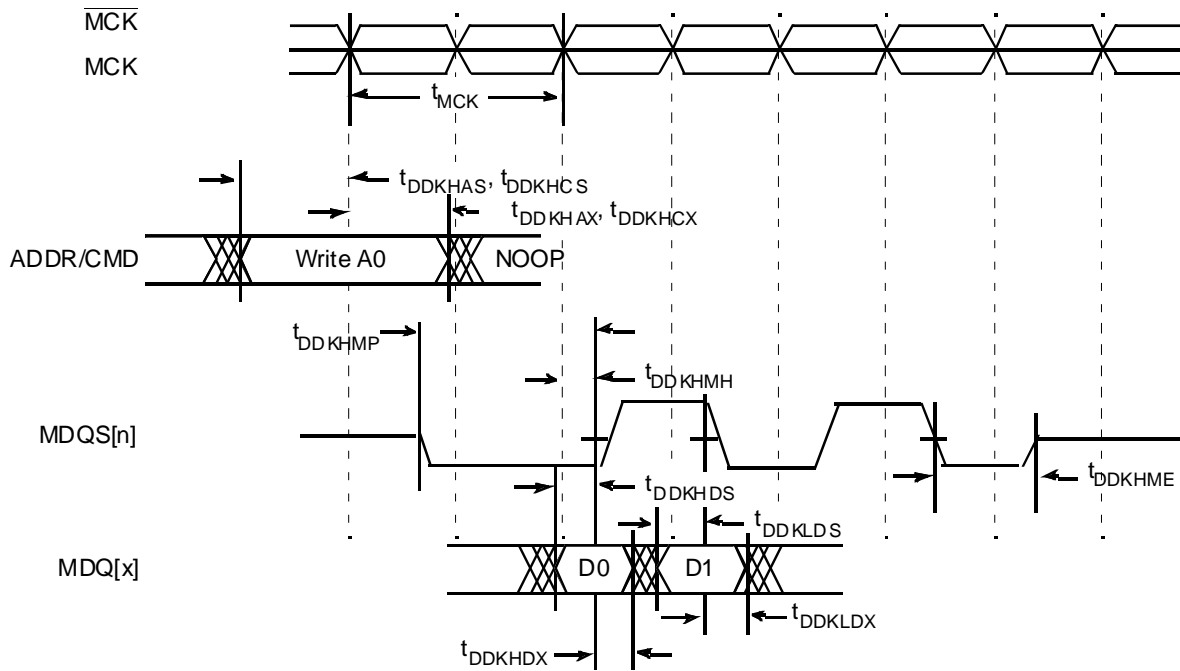 MCK
MCK
tMCK
tDDKHAS, tDDKHCS
tDDKHAX, tDDKHCX
ADDR/CMD
Write A0
NOOP
tDDKHMP
tDDKHMH
MDQS[n]
tDDKHDS
tDDKHME
tDDKLDS
MDQ[x]
D0
D1
tDDKLDX
tDDKHDX